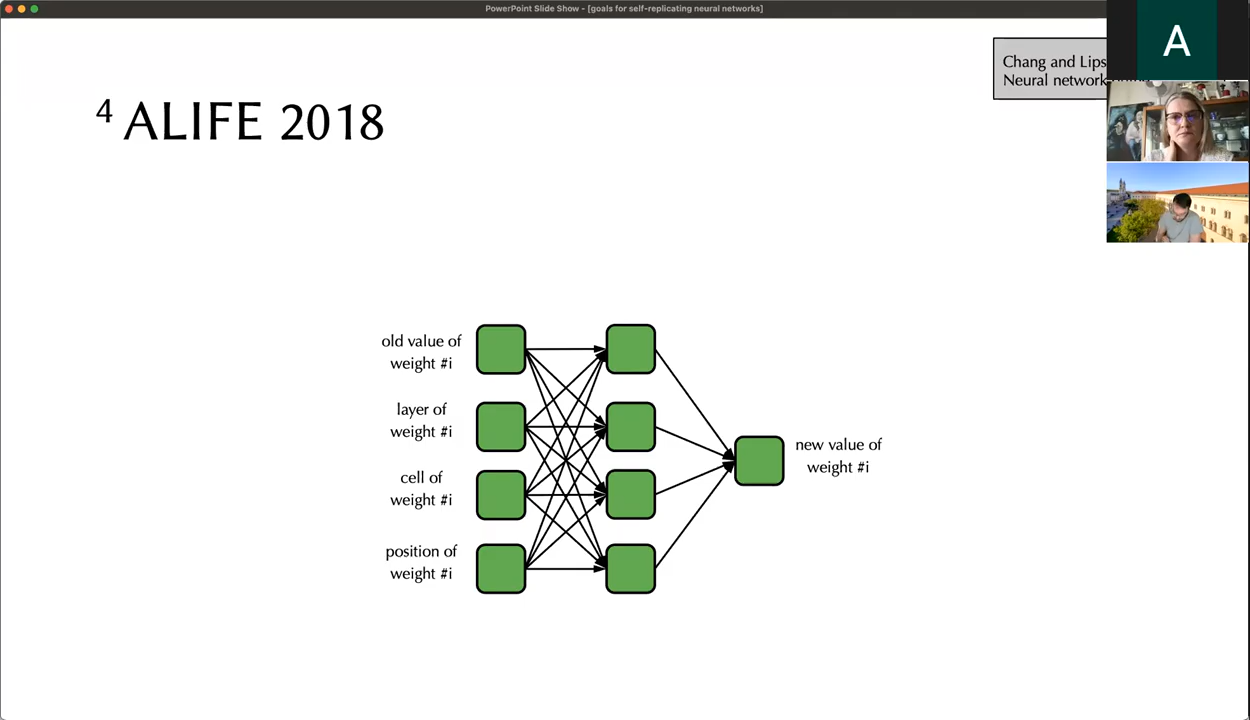 PowerPoint Slide Show - [goals for self-replicating neural networks]
Chang and Lips
Neural network
A
4 ALIFE 2018
old value of
weight #i
layer of
weight #i
cell of
weight #i
position of
weight #i
new value of
weight #i